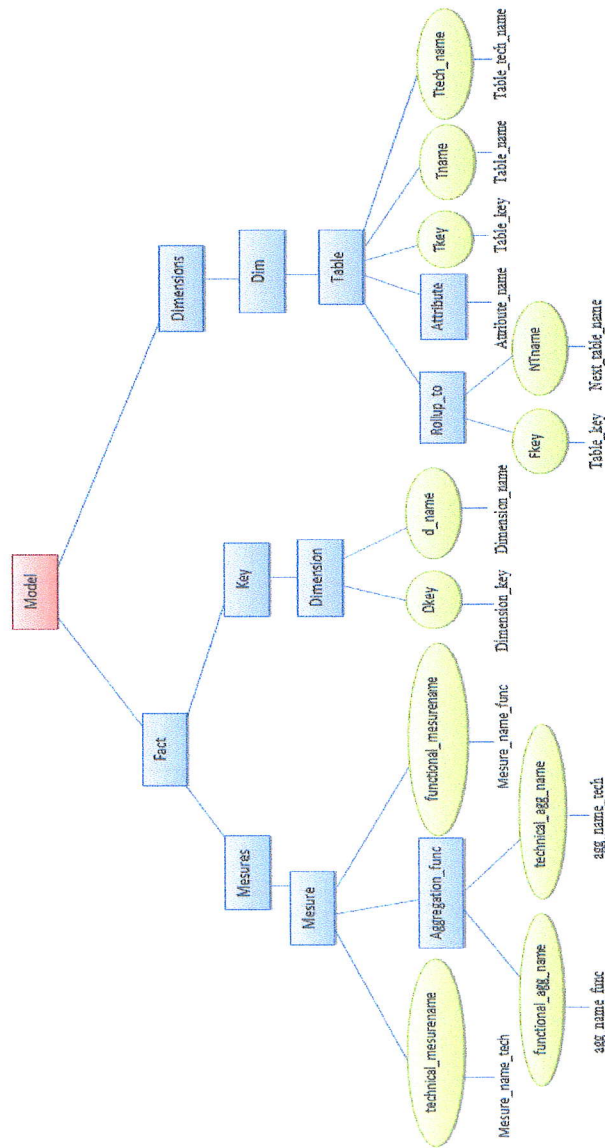 Model
Fact
Dimensions
Mesures
Key
Dim
Mesure
Dimension
Table
technical_mesurename
Aggregation_func
functional_mesurename
Dkey
d_name
Rollup_to
Attribute
Tkey
Tname
Ttech_name
Mesure_name_tech
Mesure_name_func
Dimension_key
Dimension_name
Attribute_name
Table_key
Table_name
Table_tech_name
functional_agg_name
technical_agg_name
Fkey
NTname
agg_name_func
agg_name_tech
Table_key
Next_table_name